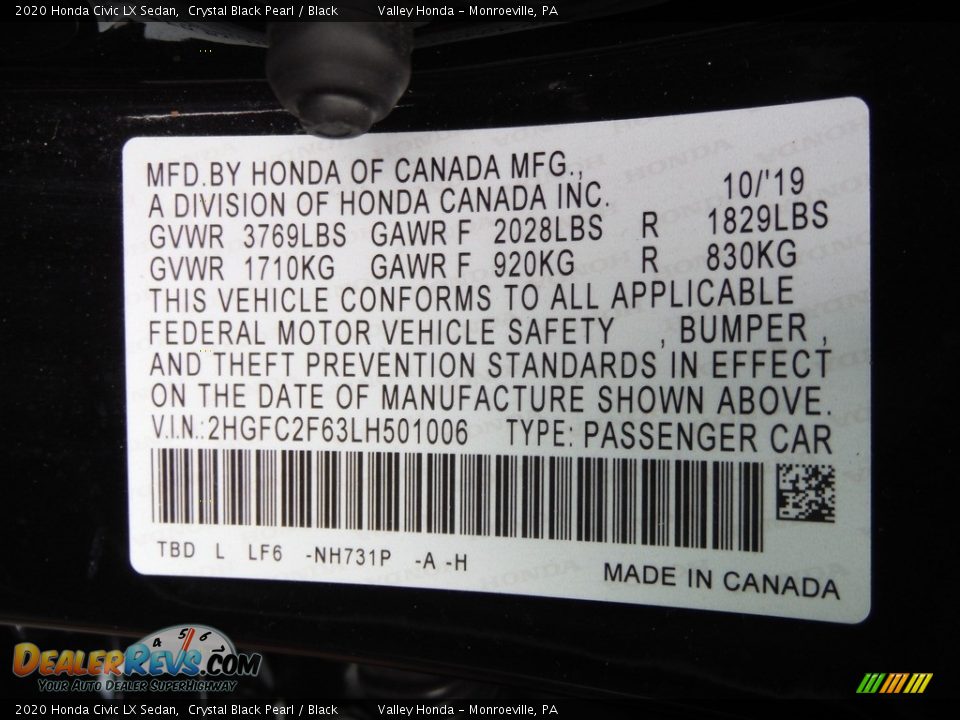 2020 Honda Civic LX Sedan, Crystal Black Pearl / Black Valley Honda - Monroeville, PA
MFD.BY HONDA OF CANADA MFG.,
A DIVISION OF HONDA CANADA INC. 10/'19
GVWR 3769LBS GAWR F 2028LBS R 1829LBS
GVWR 1710KG GAWR F 920KG R 830KG
THIS VEHICLE CONFORMS TO ALL APPLICABLE
FEDERAL MOTOR VEHICLE SAFETY , BUMPER ,
AND THEFT PREVENTION STANDARDS IN EFFECT
ON THE DATE OF MANUFACTURE SHOWN ABOVE.
V.I.N.:2HGFC2F63LH501006 TYPE: PASSENGER CAR
TBD L LF6 -NH731P -A -H
MADE IN CANADA
4 5 6
DEALERREVS.COM
YOUR AUTO DEALER SUPERHIGHWAY
2020 Honda Civic LX Sedan, Crystal Black Pearl / Black Valley Honda - Monroeville, PA